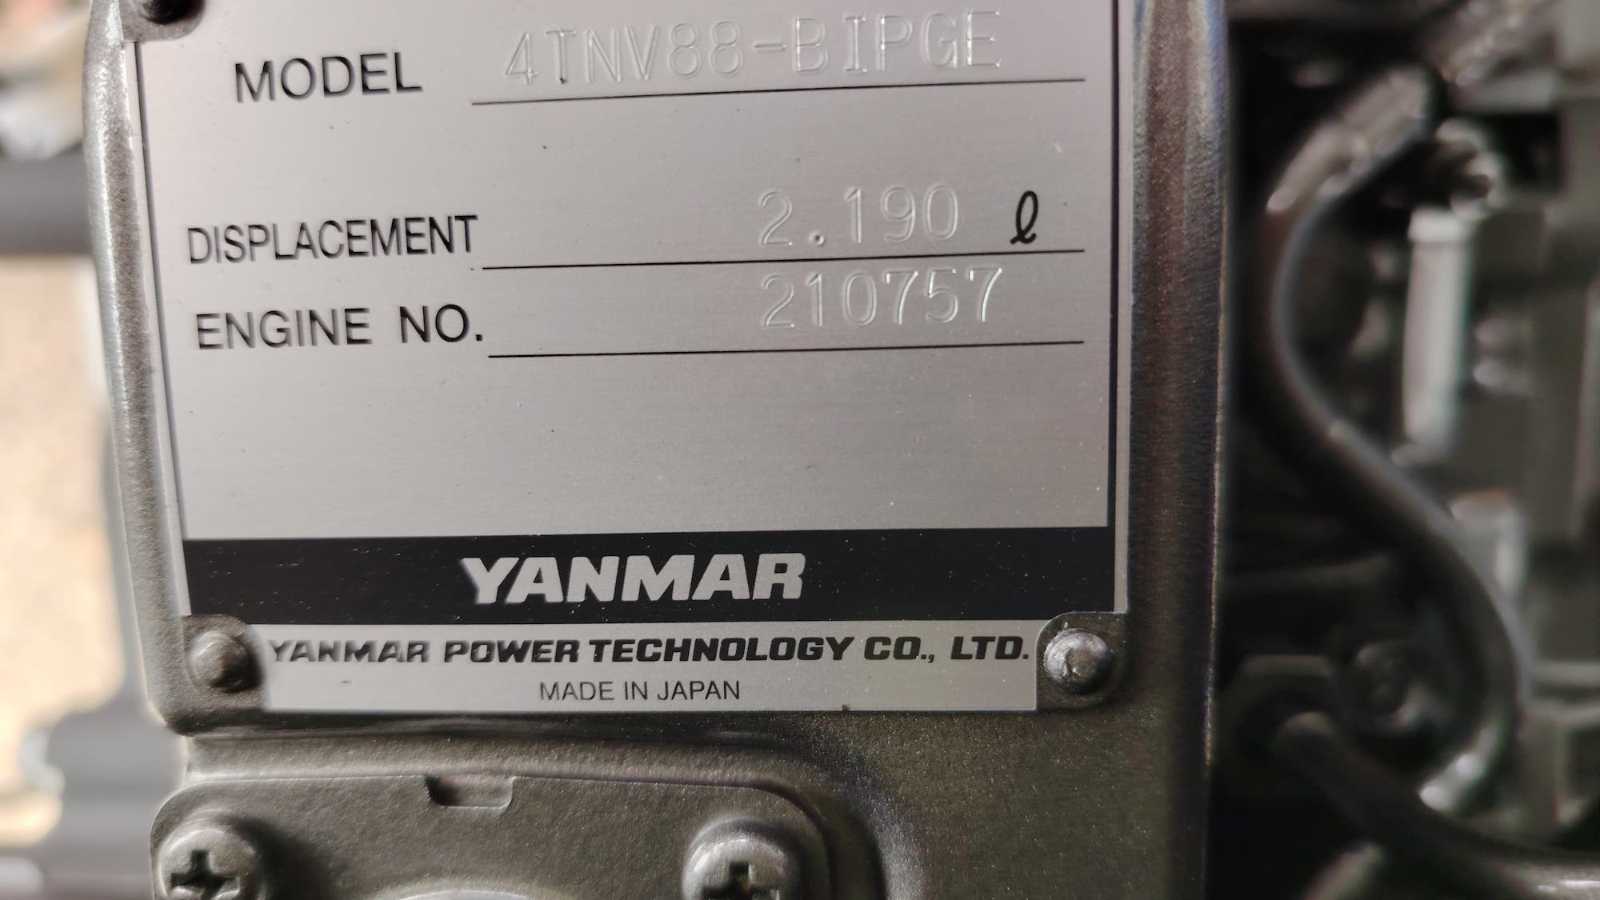 MODEL 4TNV88-BIPGE
DISPLACEMENT 2.190 ℓ
ENGINE NO. 210757
YANMAR
YANMAR POWER TECHNOLOGY CO., LTD.
MADE IN JAPAN